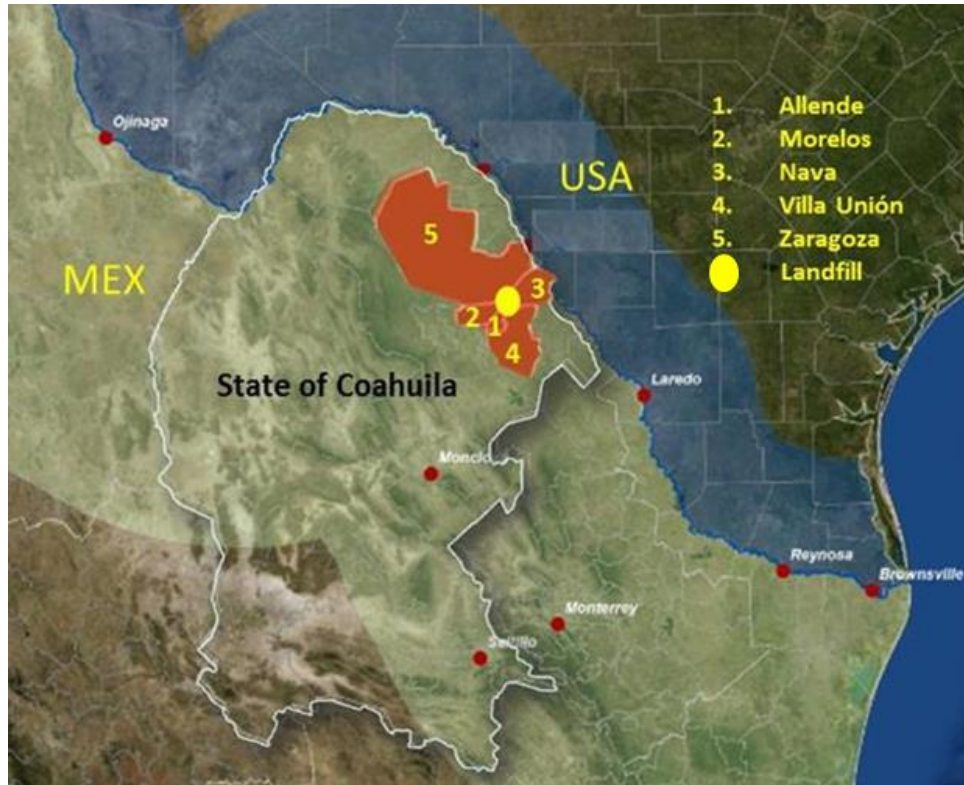 Ojinaga
USA
MEX
1. Allende
2. Morelos
3. Nava
4. Villa Unión
5. Zaragoza
Landfill
5
3
2
1
4
State of Coahuila
Laredo
Monclo
Reynosa
Brownsville
Monterrey
Saltillo